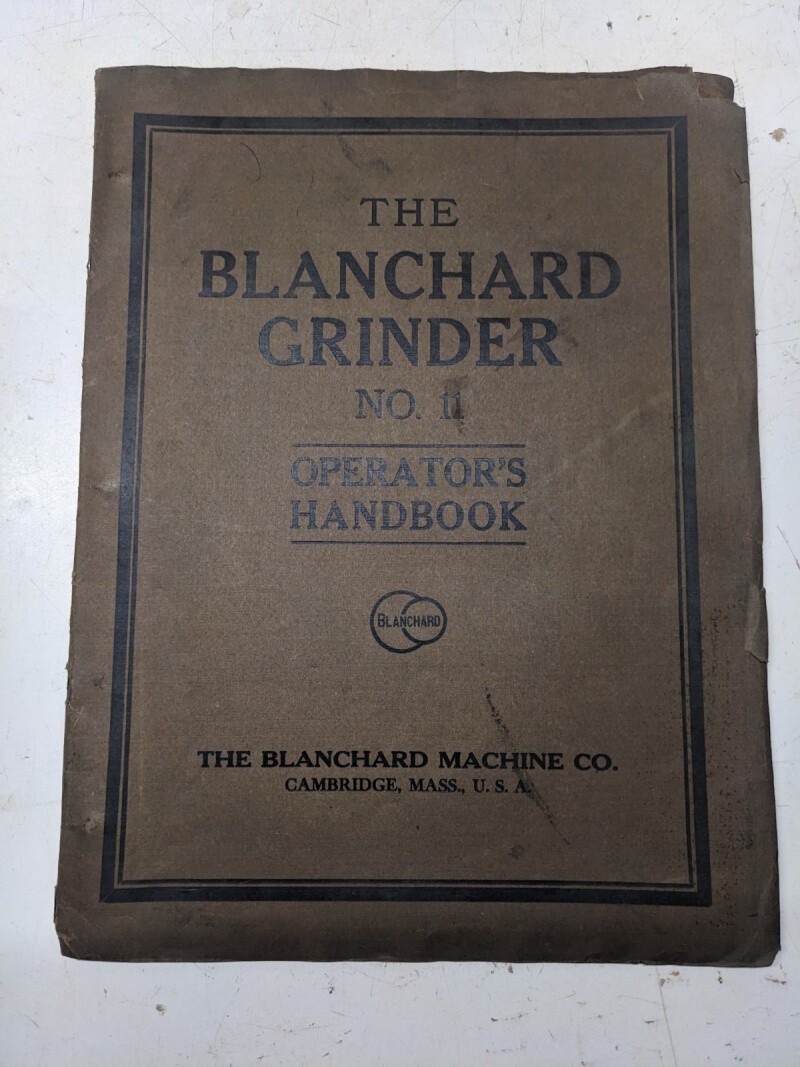 THE
BLANCHARD
GRINDER
NO. 11
OPERATOR'S
HANDBOOK
BLANCHARD
THE BLANCHARD MACHINE CO.
CAMBRIDGE, MASS., U. S. A.